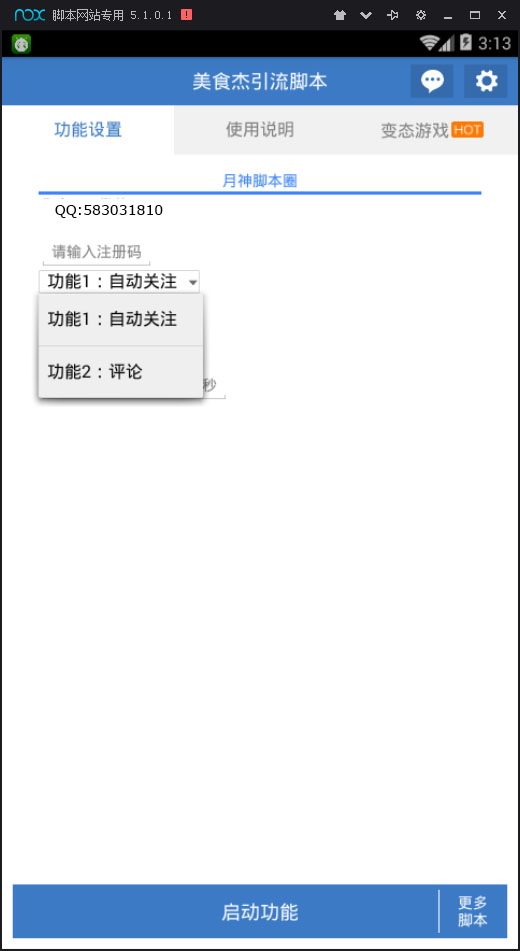 nox 脚本网站专用 5.1.0.1
3:13
美食杰引流脚本
功能设置 使用说明 变态游戏 HOT
月神脚本圈
QQ:583031810
请输入注册码
功能1：自动关注
功能1：自动关注
功能2：评论
秒
启动功能
更多
脚本